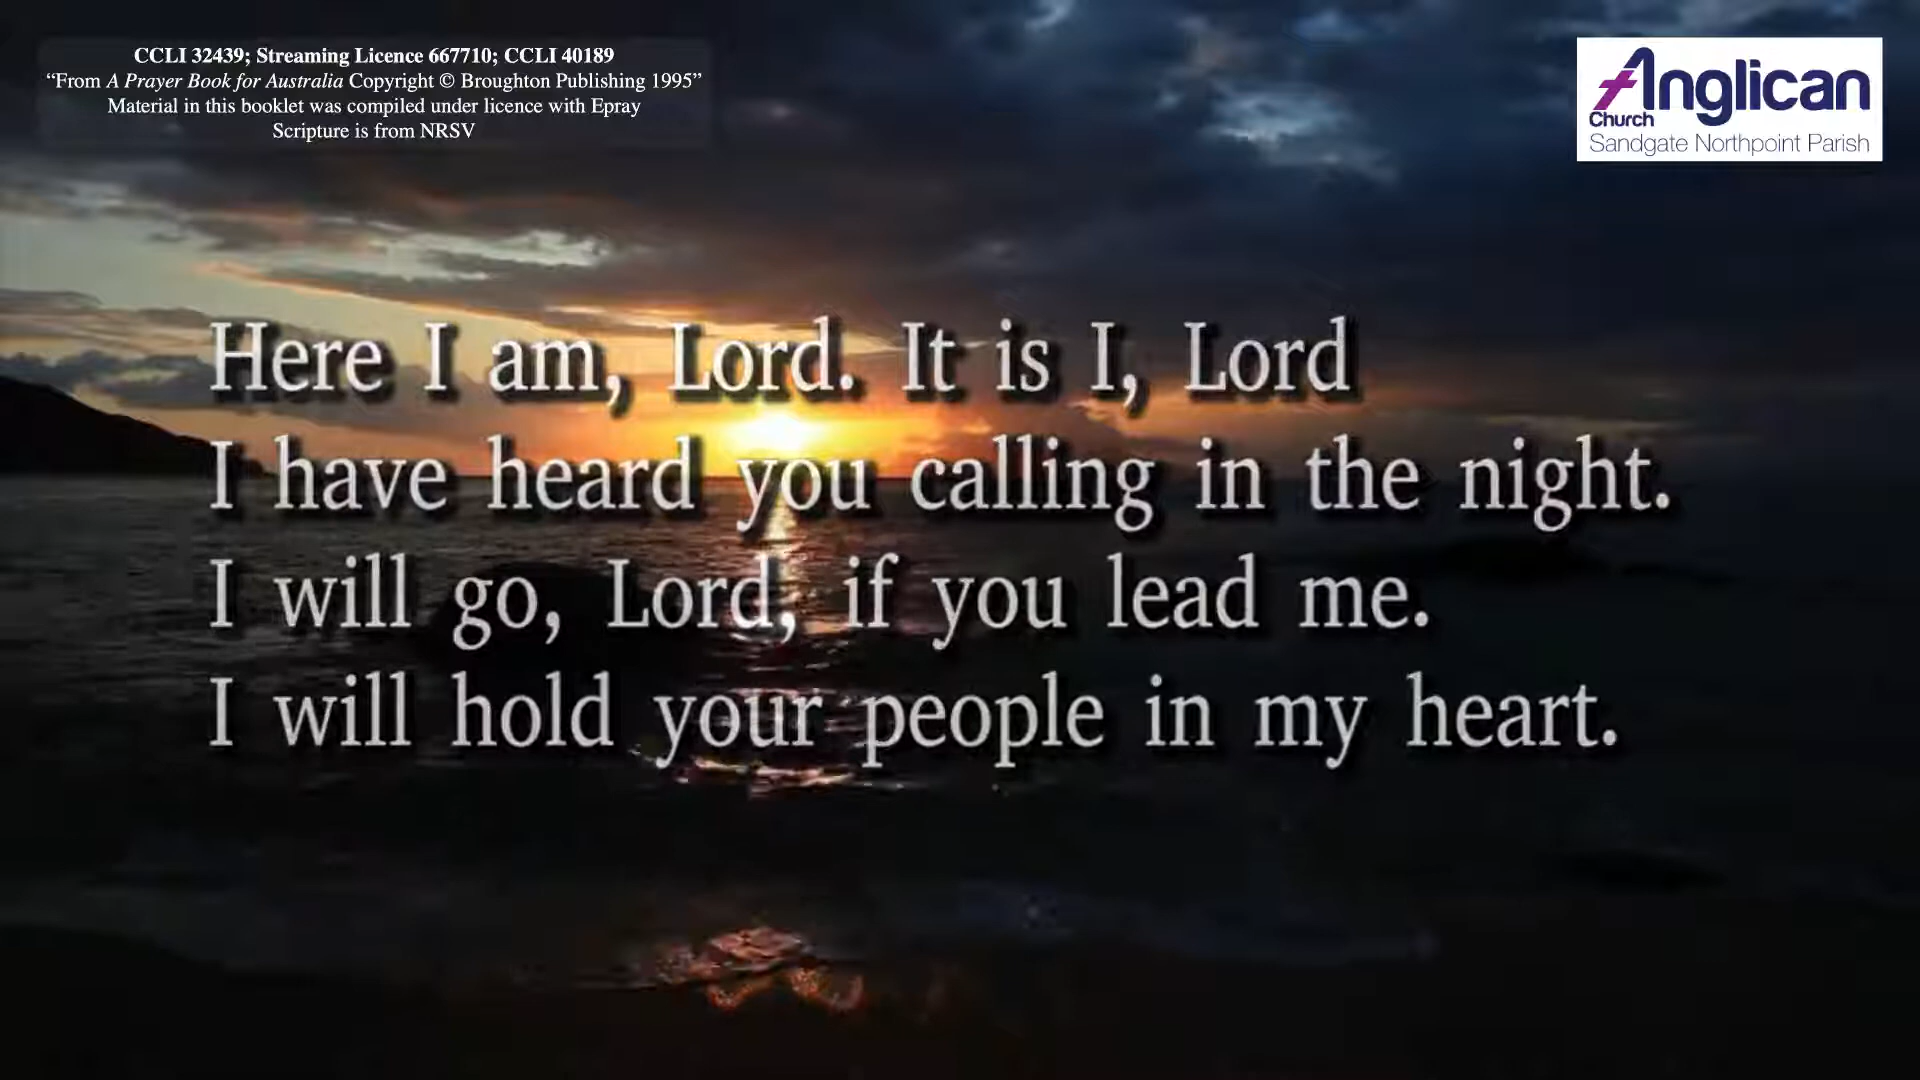 CCLI 32439; Streaming Licence 667710; CCLI 40189
“From A Prayer Book for Australia Copyright © Broughton Publishing 1995”
Material in this booklet was compiled under licence with Epray
Scripture is from NRSV
Anglican
Church
Sandgate Northpoint Parish
Here I am, Lord. It is I, Lord
I have heard you calling in the night.
I will go, Lord, if you lead me.
I will hold your people in my heart.